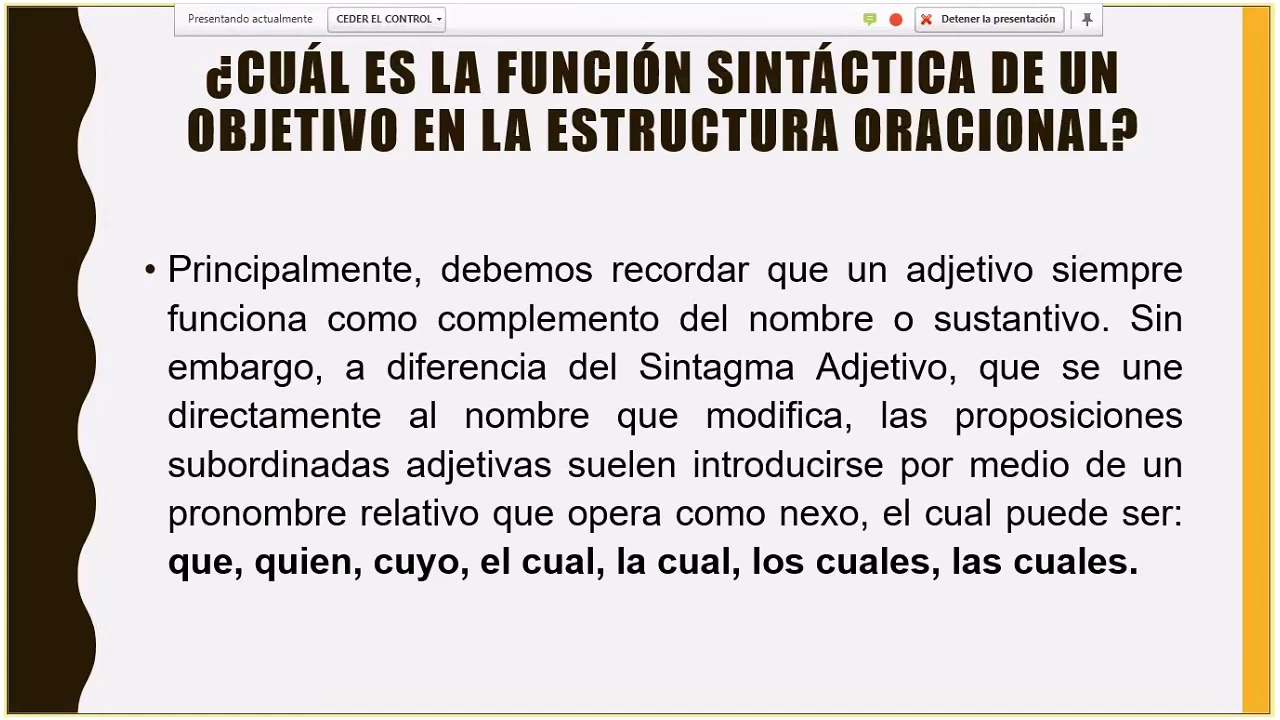 Presentando actualmente CEDER EL CONTROL Detener la presentación
¿CUÁL ES LA FUNCIÓN SINTÁCTICA DE UN
OBJETIVO EN LA ESTRUCTURA ORACIONAL?
• Principalmente, debemos recordar que un adjetivo siempre
funciona como complemento del nombre o sustantivo. Sin
embargo, a diferencia del Sintagma Adjetivo, que se une
directamente al nombre que modifica, las proposiciones
subordinadas adjetivas suelen introducirse por medio de un
pronombre relativo que opera como nexo, el cual puede ser:
que, quien, cuyo, el cual, la cual, los cuales, las cuales.